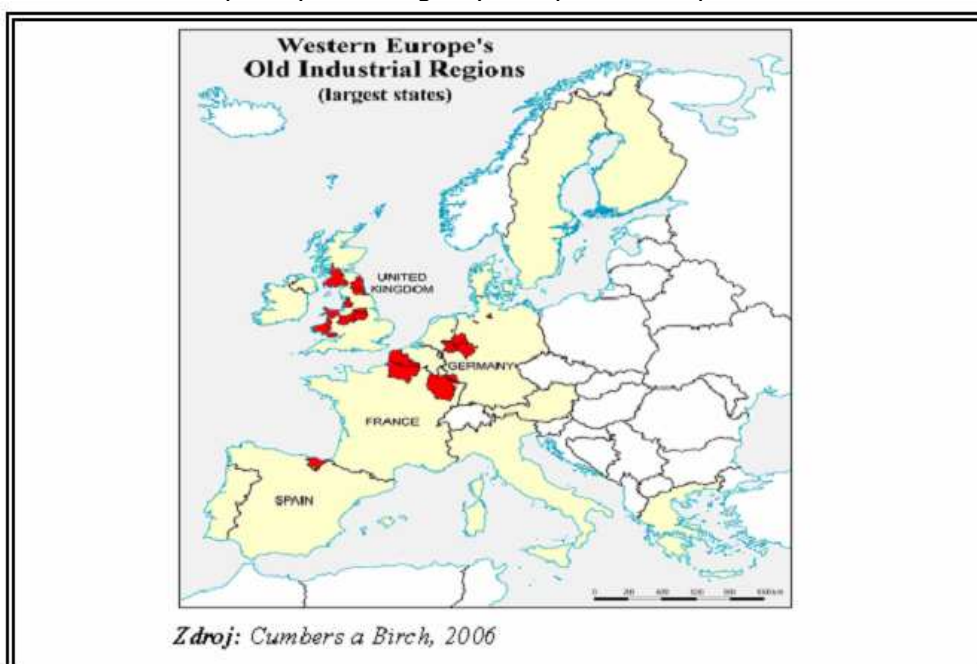 Western Europe's
Old Industrial Regions
(largest states)
UNITED
KINGDOM
GERMANY
FRANCE
SPAIN
Zdroj: Cumbers a Birch, 2006